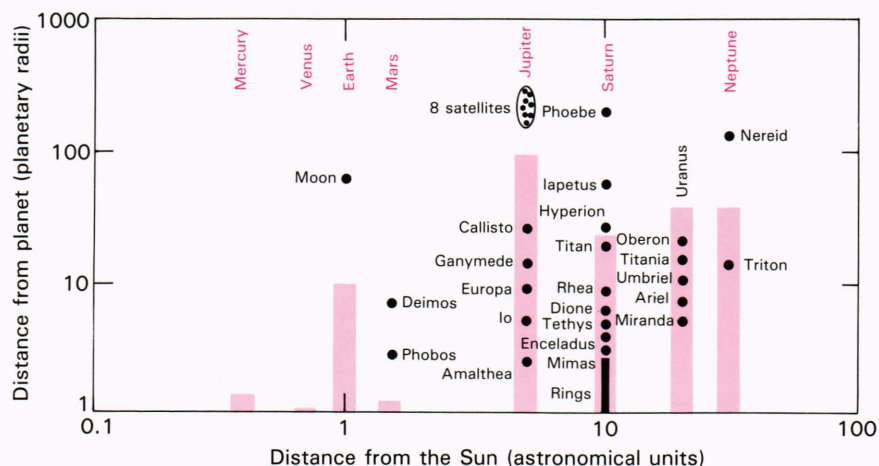 1000
100
10
1
0.1
1
10
100
Distance from planet (planetary radii)
Distance from the Sun (astronomical units)
Mercury
Venus
Earth
Mars
Jupiter
Saturn
Uranus
Neptune
Moon
Deimos
Phobos
8 satellites
Callisto
Ganymede
Europa
Io
Amalthea
Phoebe
Iapetus
Hyperion
Titan
Rhea
Dione
Tethys
Enceladus
Mimas
Rings
Oberon
Titania
Umbriel
Ariel
Miranda
Nereid
Triton